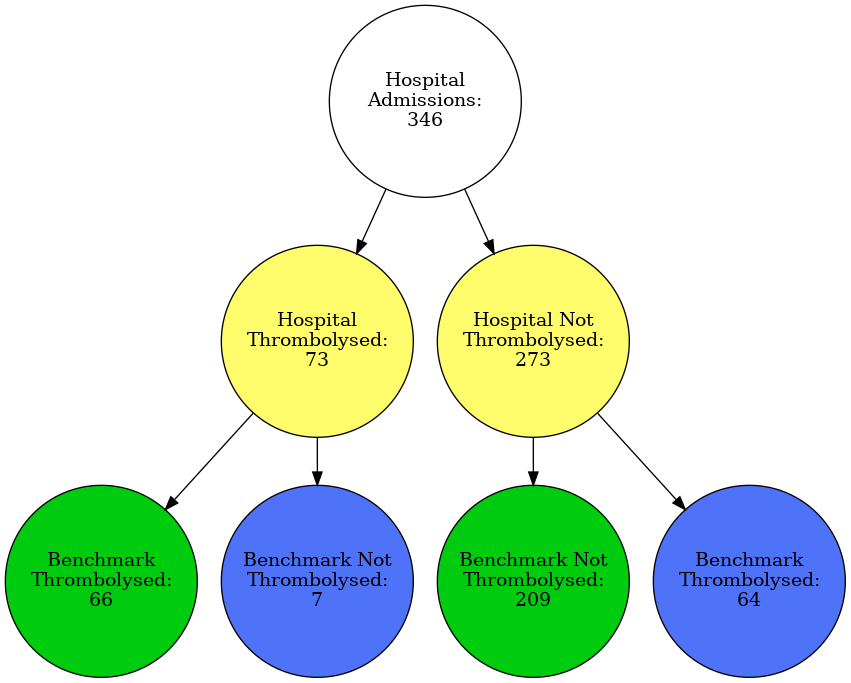 Hospital
Admissions:
346
Hospital
Thrombolysed:
73
Hospital Not
Thrombolysed:
273
Benchmark
Thrombolysed:
66
Benchmark Not
Thrombolysed:
7
Benchmark Not
Thrombolysed:
209
Benchmark
Thrombolysed:
64